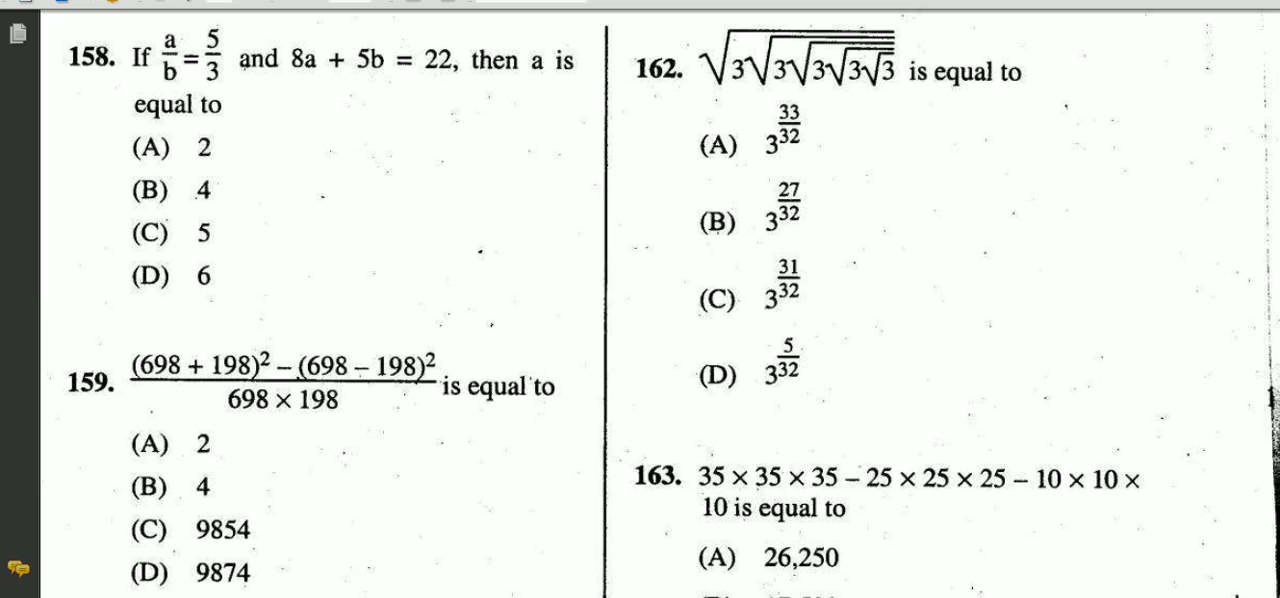 158. If a/b = 5/3 and 8a + 5b = 22, then a is
equal to
(A) 2
(B) 4
(C) 5
(D) 6
159. (698 + 198)² – (698 – 198)² / 698 × 198 is equal to
(A) 2
(B) 4
(C) 9854
(D) 9874
162. √3√3√3√3√3 is equal to
(A) 3^33/32
(B) 3^27/32
(C) 3^31/32
(D) 3^5/32
163. 35 × 35 × 35 – 25 × 25 × 25 – 10 × 10 ×
10 is equal to
(A) 26,250